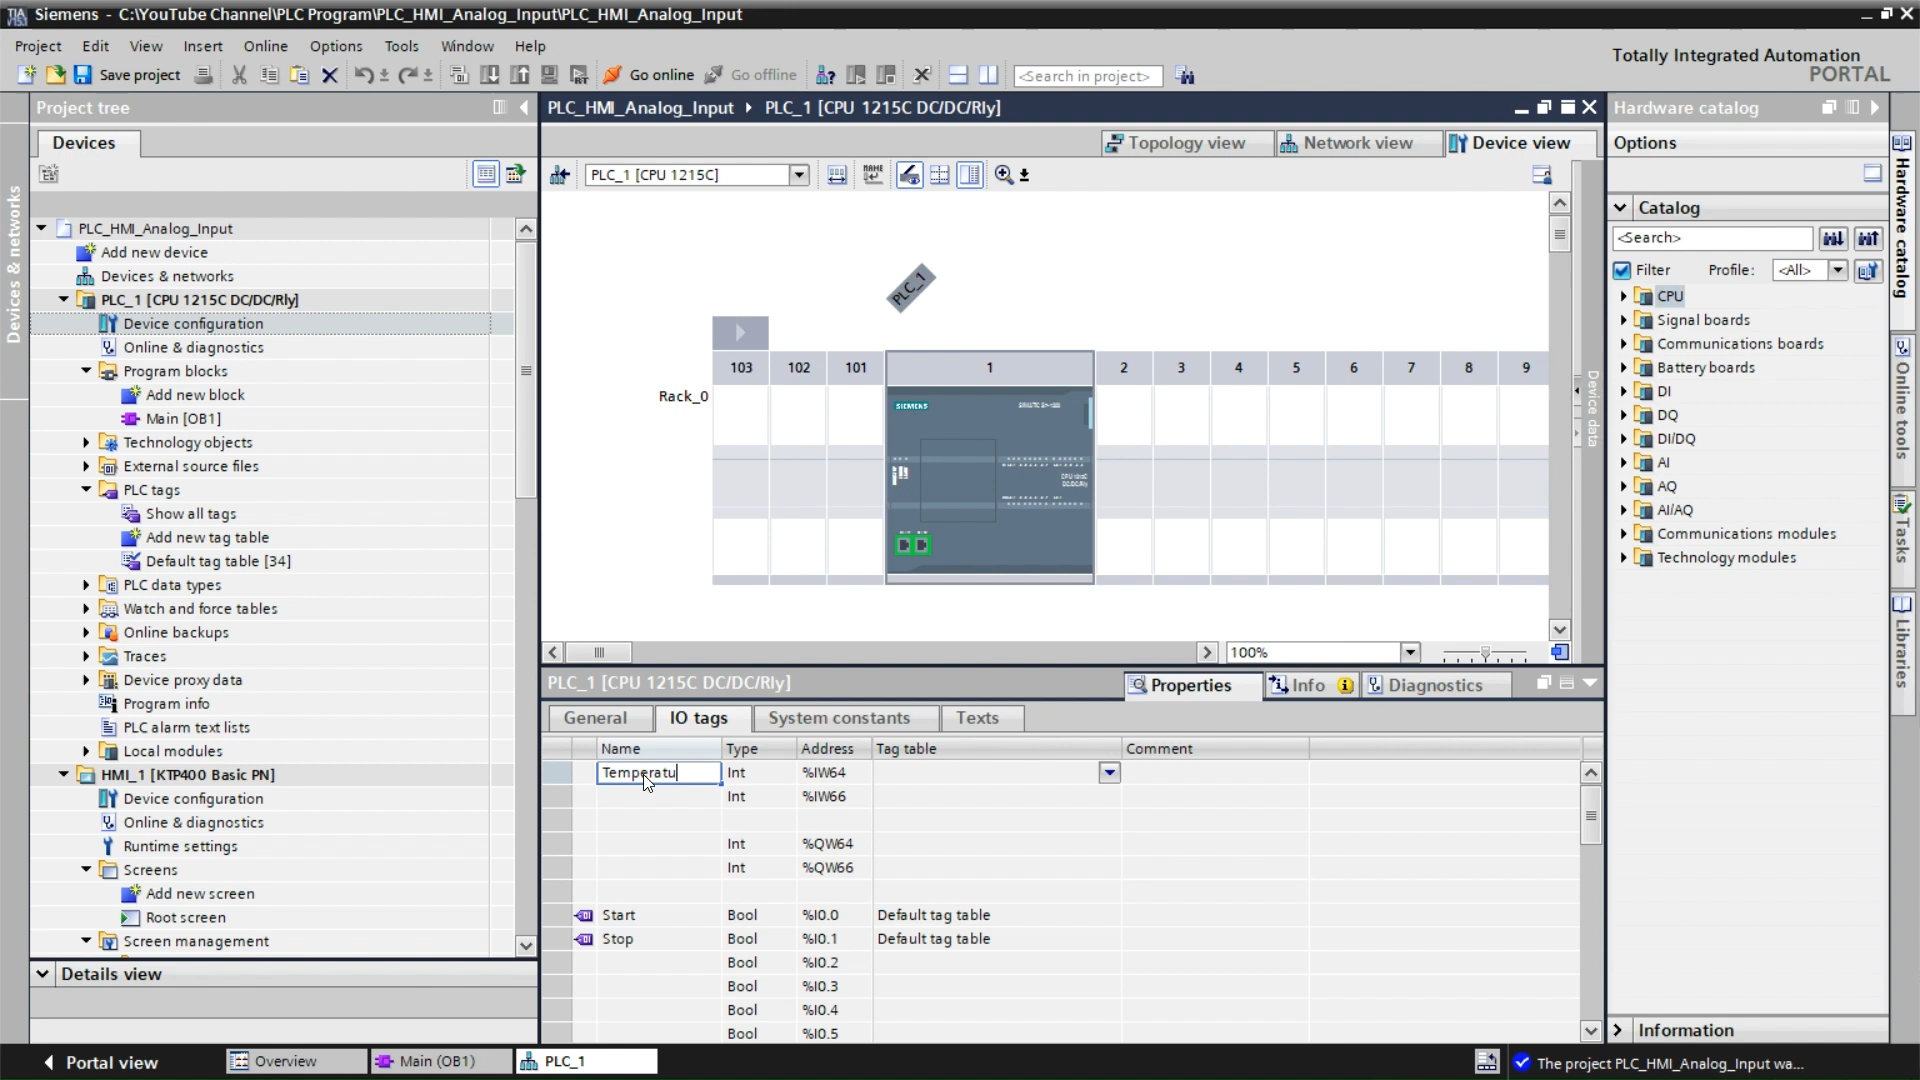 Siemens - C:\YouTube Channel\PLC Program\PLC_HMI_Analog_Input\PLC_HMI_Analog_Input
Project Edit View Insert Online Options Tools Window Help
Totally Integrated Automation
PORTAL
Save project
Go online
Go offline
<Search in project>
Project tree
PLC_HMI_Analog_Input PLC_1 [CPU 1215C DC/DC/Rly]
Hardware catalog
Devices
Topology view
Network view
Device view
Options
PLC_1 [CPU 1215C]
Devices & networks
PLC_HMI_Analog_Input
Add new device
Devices & networks
PLC_1 [CPU 1215C DC/DC/Rly]
Device configuration
Online & diagnostics
Program blocks
Add new block
Main [OB1]
Technology objects
External source files
PLC tags
Show all tags
Add new tag table
Default tag table [34]
PLC data types
Watch and force tables
Online backups
Traces
Device proxy data
Program info
PLC alarm text lists
Local modules
HMI_1 [KTP400 Basic PN]
Device configuration
Online & diagnostics
Runtime settings
Screens
Add new screen
Root screen
Screen management
Details view
PLC_1
103 102 101 1 2 3 4 5 6 7 8 9
Rack_0
SIEMENS
SIMATIC S7-1200
CPU 1215C
DC/DC/Rly
Device data
100%
PLC_1 [CPU 1215C DC/DC/Rly]
Properties
Info
Diagnostics
General
IO tags
System constants
Texts
Name Type Address Tag table Comment
Temperatu Int %IW64
Int %IW66
Int %QW64
Int %QW66
Start Bool %I0.0 Default tag table
Stop Bool %I0.1 Default tag table
Bool %I0.2
Bool %I0.3
Bool %I0.4
Bool %I0.5
Catalog
<Search>
Filter Profile: <All>
CPU
Signal boards
Communications boards
Battery boards
DI
DQ
DI/DQ
AI
AQ
AI/AQ
Communications modules
Technology modules
Information
Hardware catalog
Online tools
Tasks
Libraries
Portal view
Overview
Main (OB1)
PLC_1
The project PLC_HMI_Analog_Input wa...